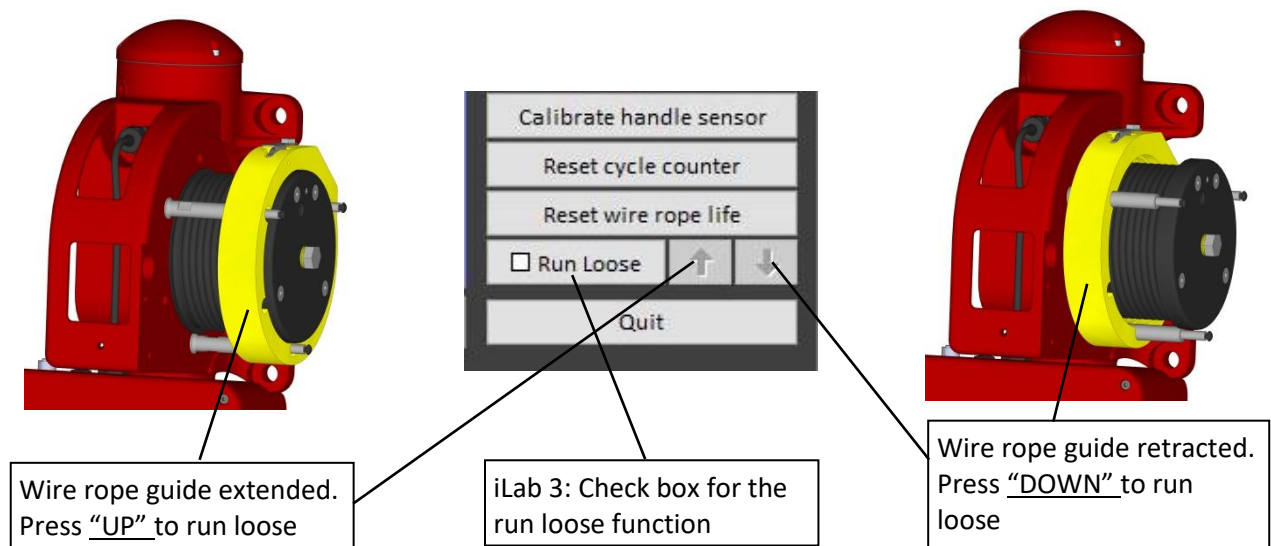 Calibrate handle sensor
Reset cycle counter
Reset wire rope life
Run Loose
Quit
Wire rope guide extended.
Press “UP” to run loose
iLab 3: Check box for the
run loose function
Wire rope guide retracted.
Press “DOWN” to run
loose